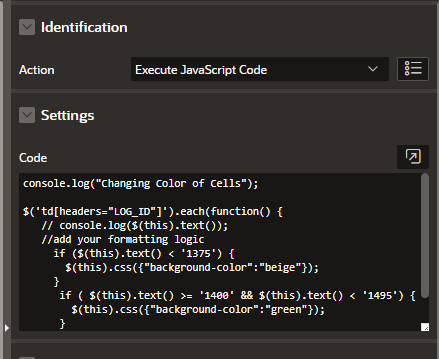 Identification
Action
Execute JavaScript Code
Settings
Code
console.log("Changing Color of Cells");
$('td[headers="LOG_ID"]').each(function() {
// console.log($(this).text());
//add your formatting logic
if ($(this).text() < '1375') {
$(this).css({"background-color":"beige"});
}
if ( $(this).text() >= '1400' && $(this).text() < '1495') {
$(this).css({"background-color":"green"});
}